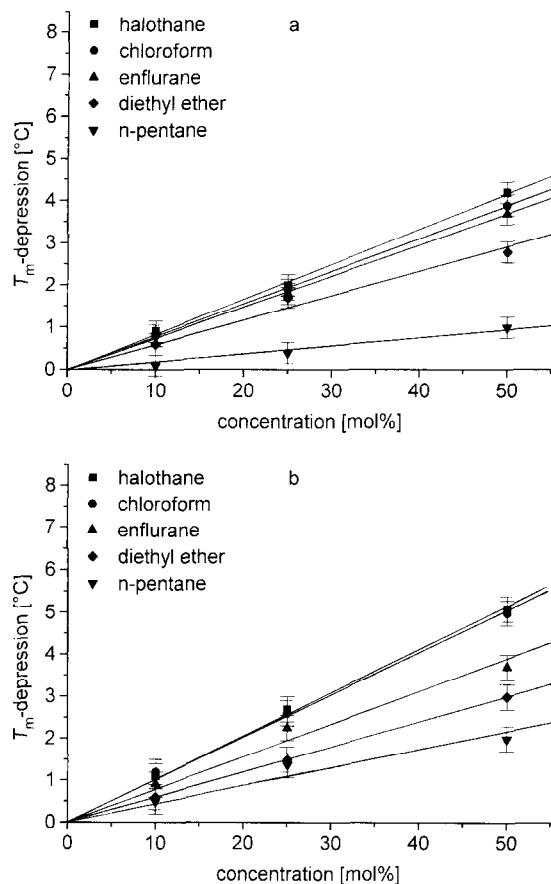 a
halothane
chloroform
enflurane
diethyl ether
n-pentane
8
7
6
5
4
3
2
1
0
Tm-depression [°C]
0 10 20 30 40 50
concentration [mol%]
b
halothane
chloroform
enflurane
diethyl ether
n-pentane
8
7
6
5
4
3
2
1
0
Tm-depression [°C]
0 10 20 30 40 50
concentration [mol%]